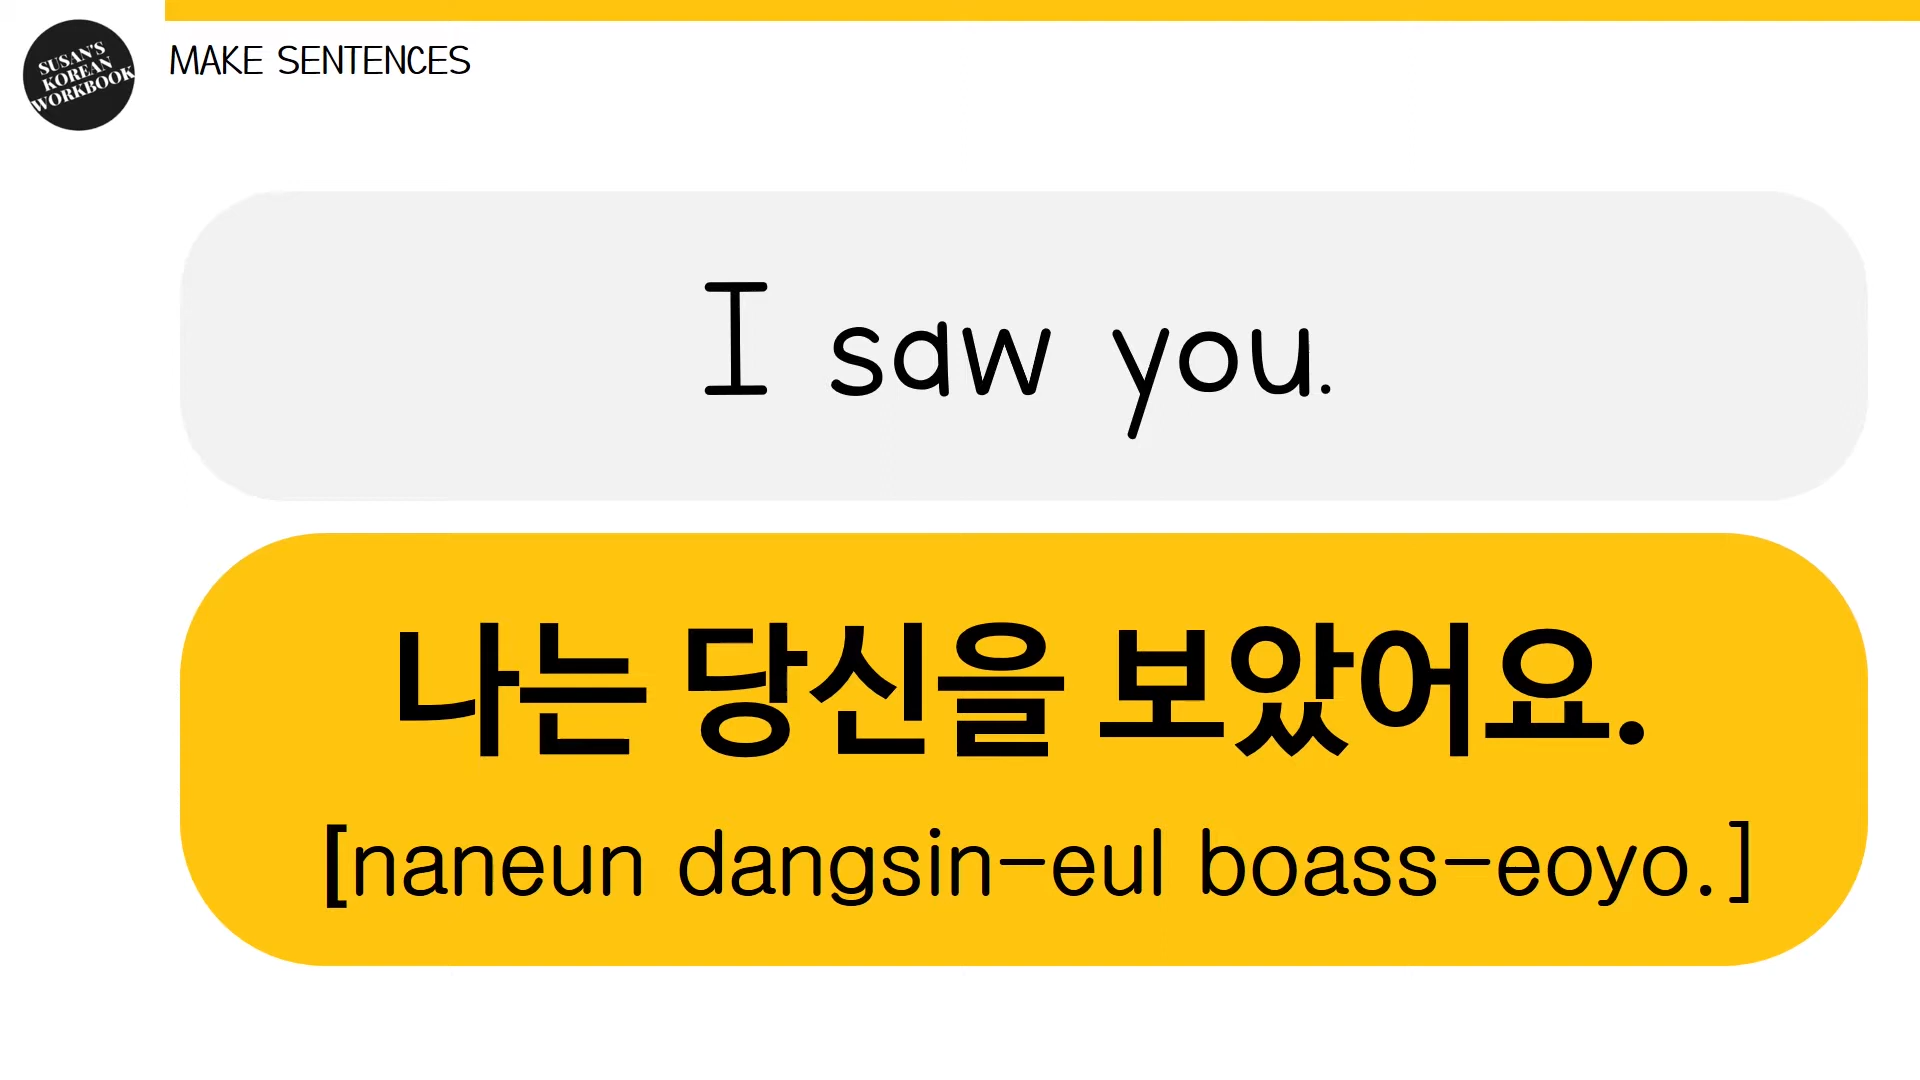 SUSAN'S
KOREAN
WORKBOOK
MAKE SENTENCES
I saw you.
나는 당신을 보았어요.
[naneun dangsin-eul boass-eoyo.]